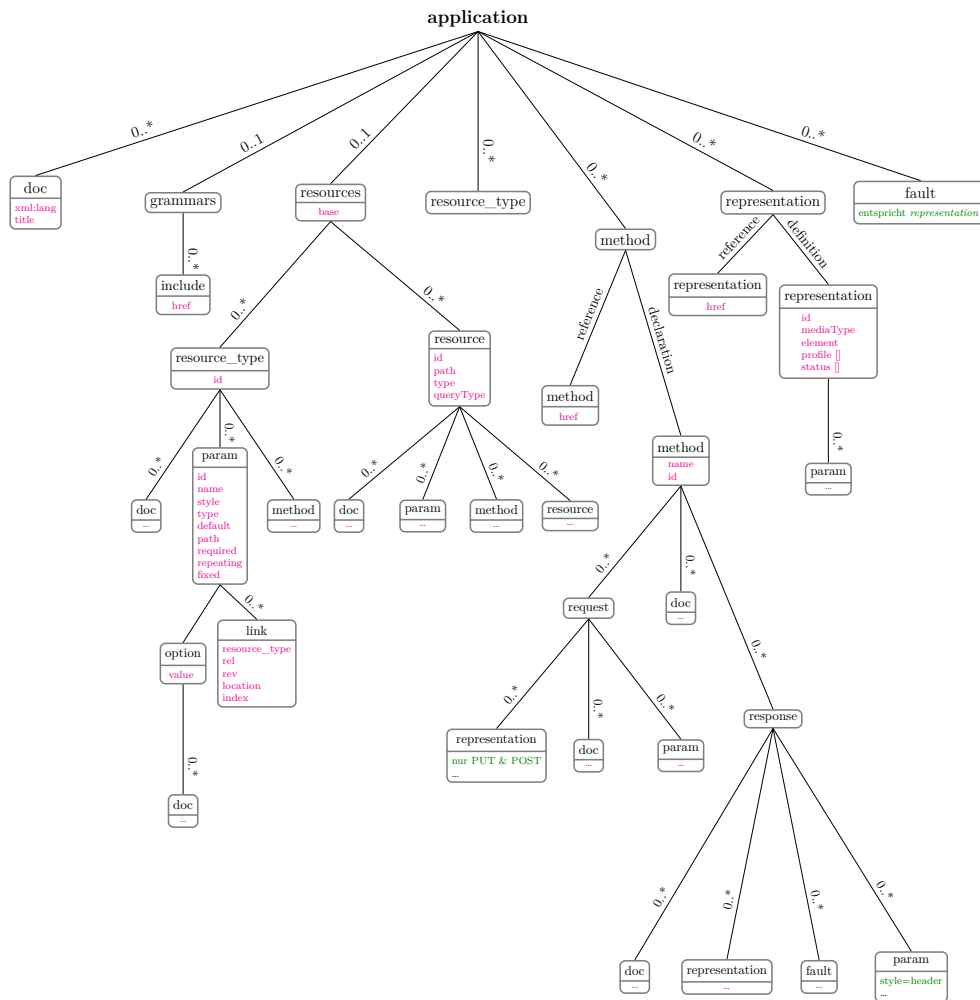 application
0..*
0..1
0..1
0..*
0..*
0..*
0..*
doc
xml:lang
title
grammars
resources
base
resource_type
method
representation
fault
entspricht representation
0..*
include
href
0..*
0..*
reference
declaration
reference
definition
representation
href
representation
id
mediaType
element
profile []
status []
resource_type
id
resource
id
path
type
queryType
method
href
method
name
id
0..*
param
...
0..*
0..*
0..*
doc
...
param
id
name
style
type
default
path
required
repeating
fixed
method
...
0..*
0..*
0..*
0..*
doc
...
param
...
method
...
resource
...
0..*
0..*
0..*
request
doc
...
response
0..*
option
value
link
resource_type
rel
rev
location
index
0..*
doc
...
0..*
0..*
0..*
representation
nur PUT & POST
...
doc
...
param
...
0..*
0..*
0..*
0..*
doc
...
representation
...
fault
...
param
style=header
...